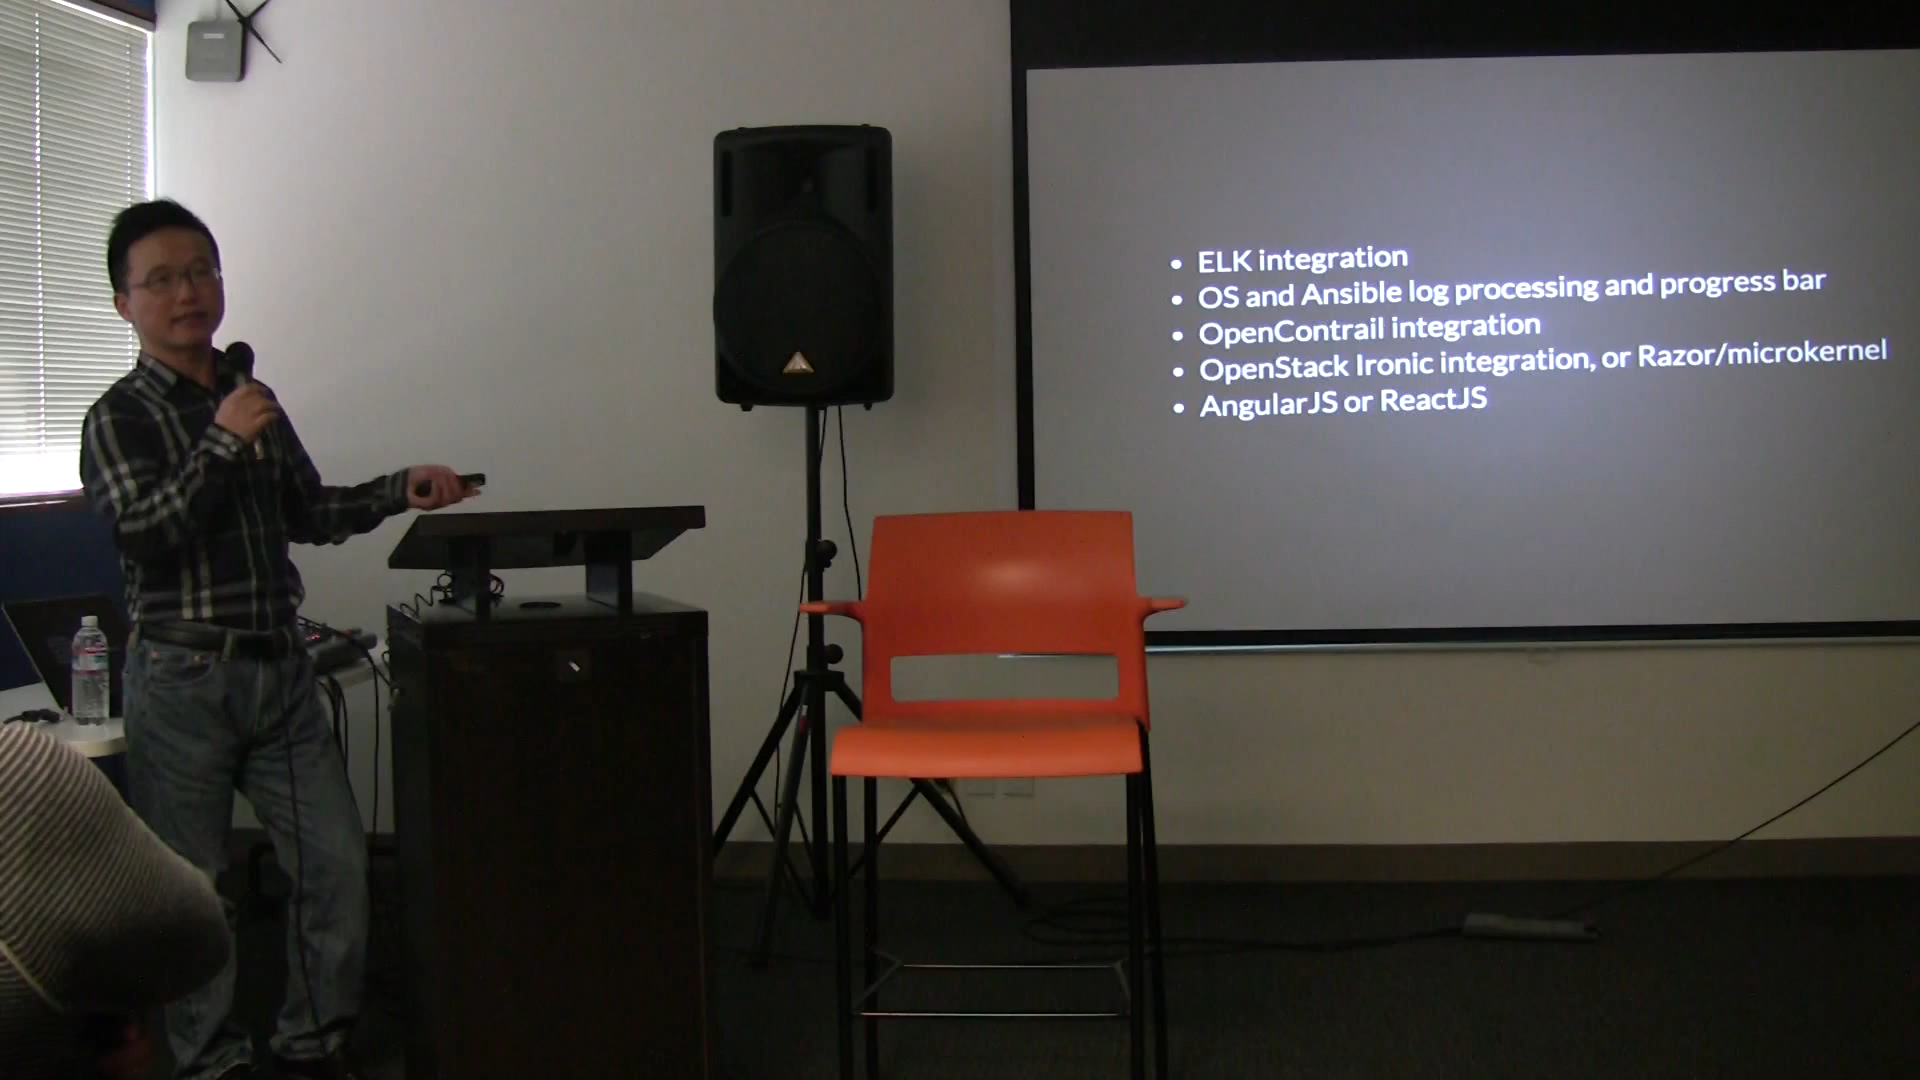 ELK integration
OS and Ansible log processing and progress bar
OpenContrail integration
OpenStack Ironic integration, or Razor/microkernel
AngularJS or ReactJS